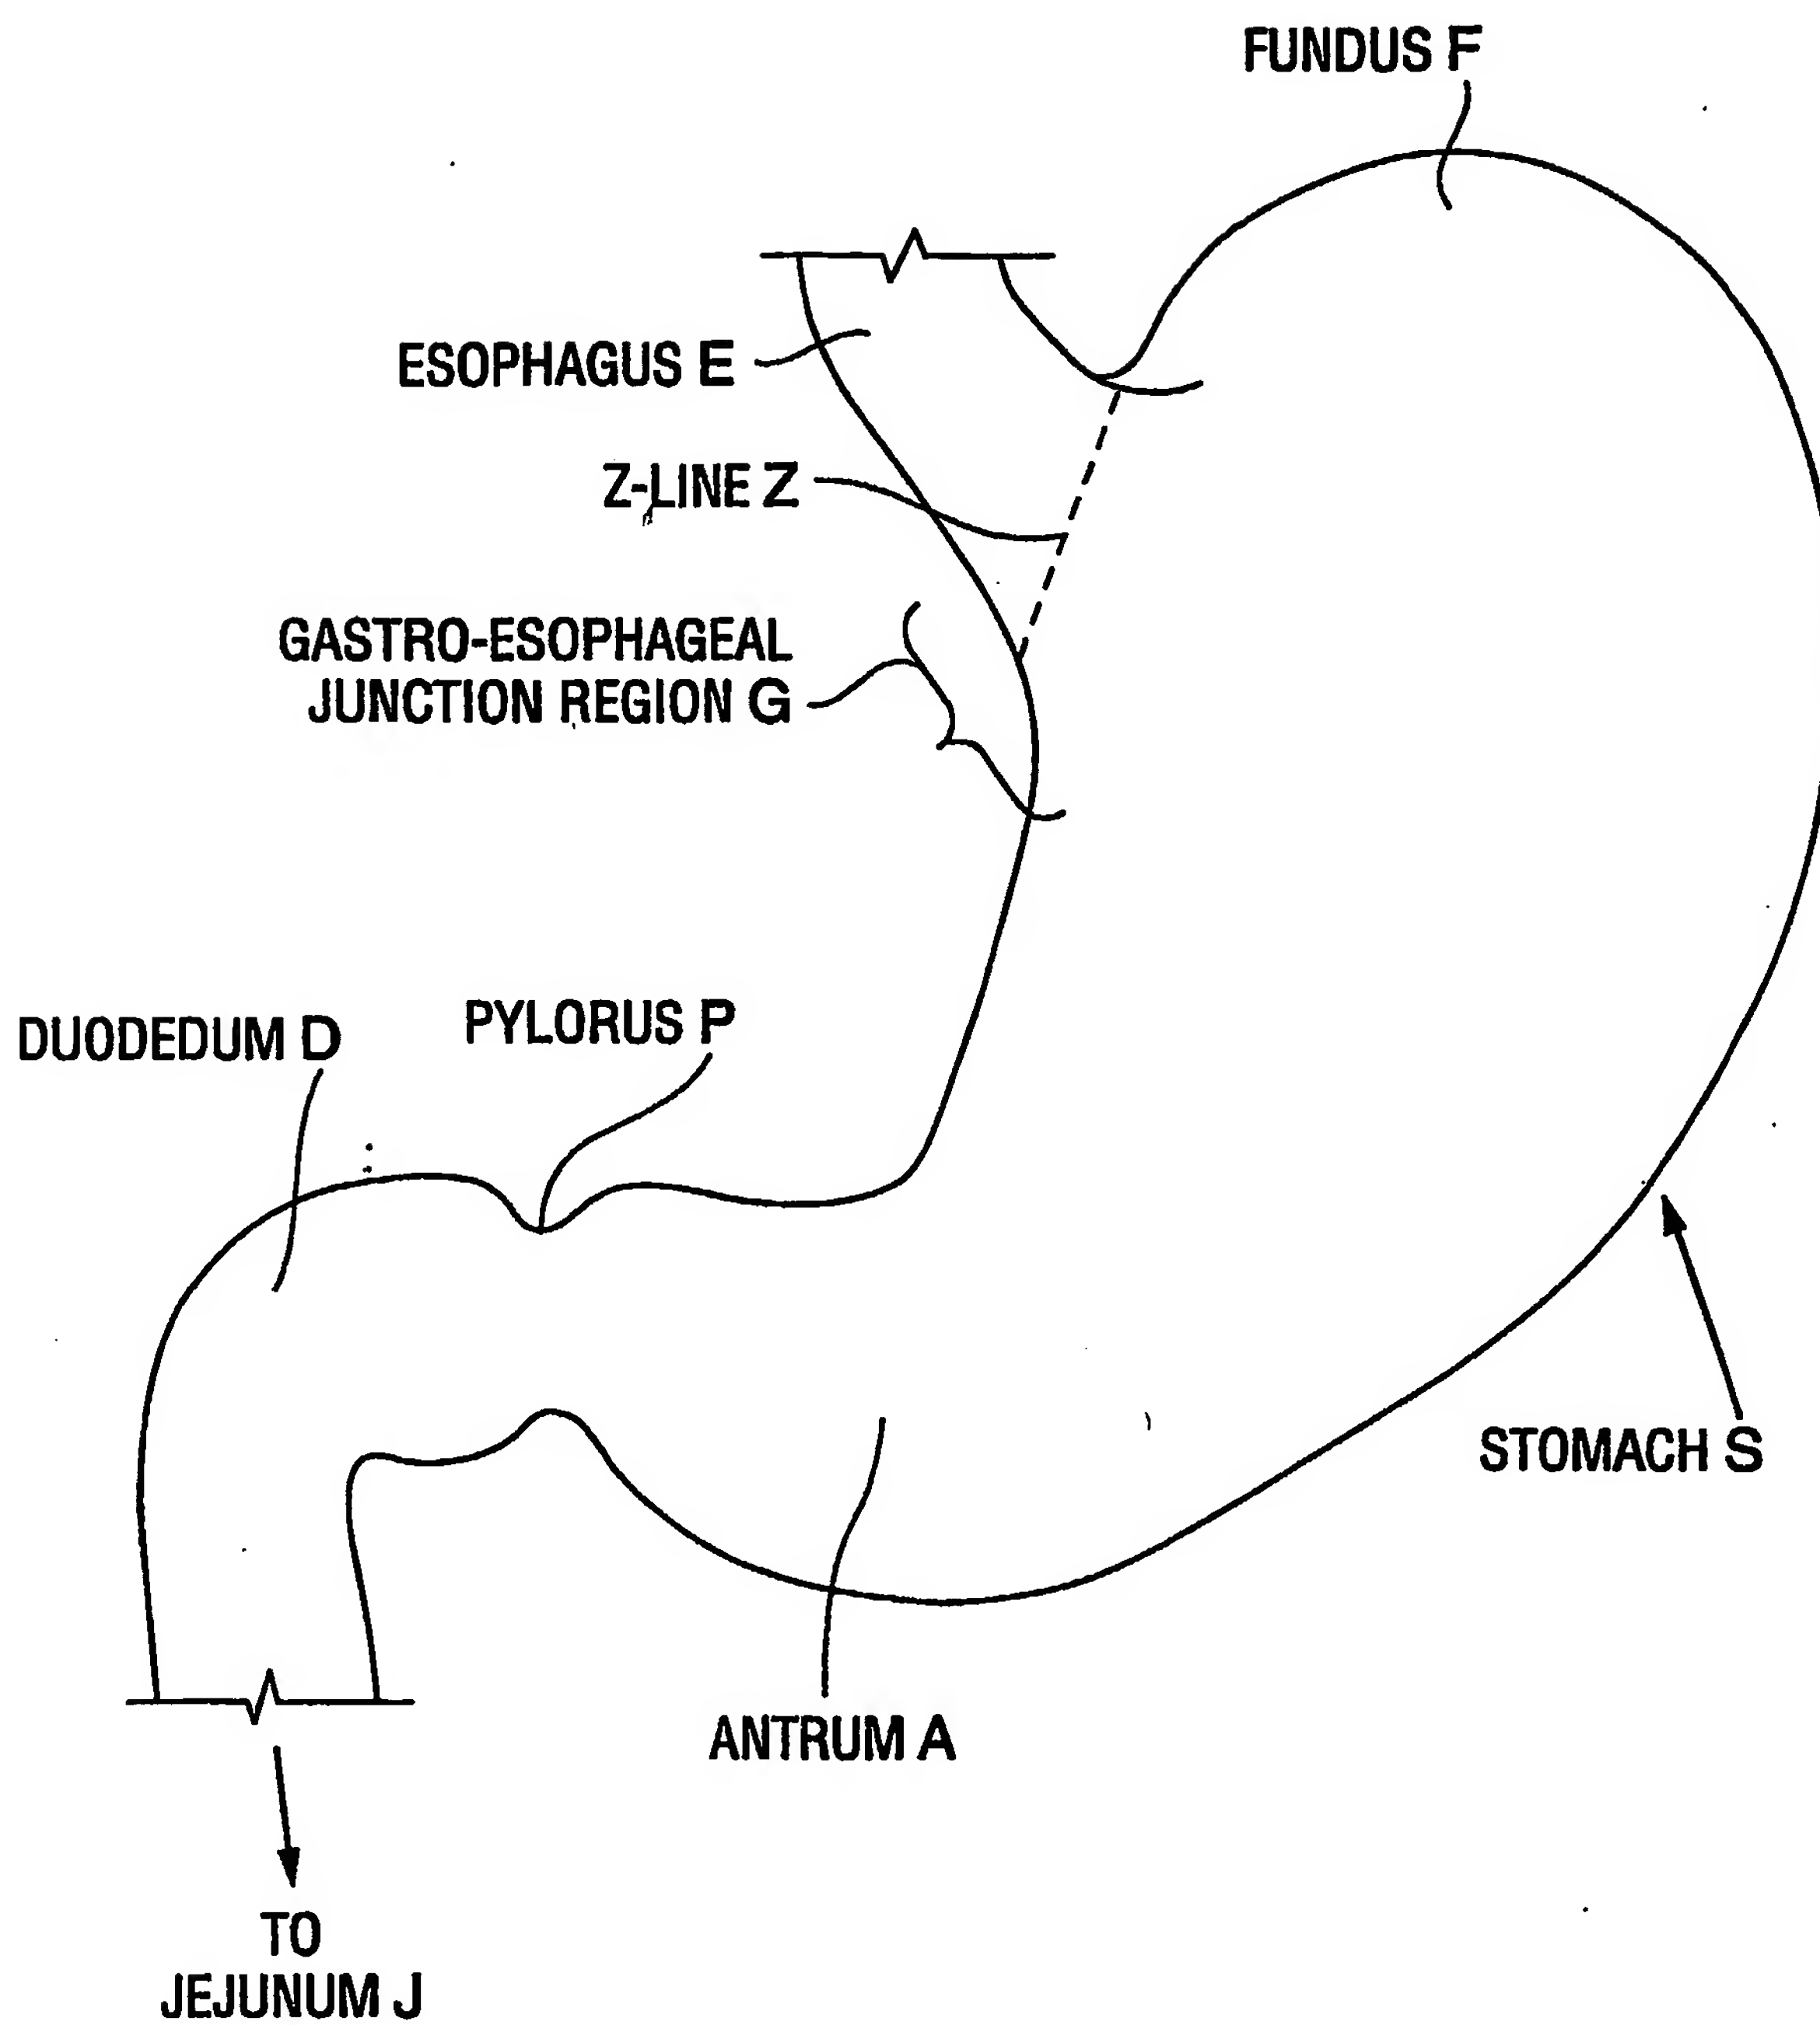 FUNDUS F
ESOPHAGUS E
Z-LINE Z
GASTRO-ESOPHAGEAL
JUNCTION REGION G
DUODEDUM D
PYLORUS P
STOMACH S
ANTRUM A
TO
JEJUNUM J